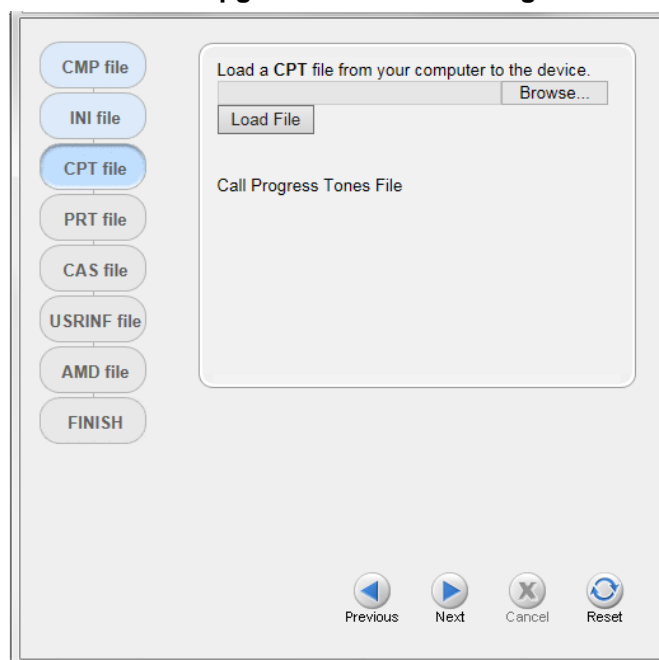 CMP file
INI file
CPT file
PRT file
CAS file
USRINF file
AMD file
FINISH
Load a CPT file from your computer to the device.
Browse...
Load File
Call Progress Tones File
Previous
Next
Cancel
Reset